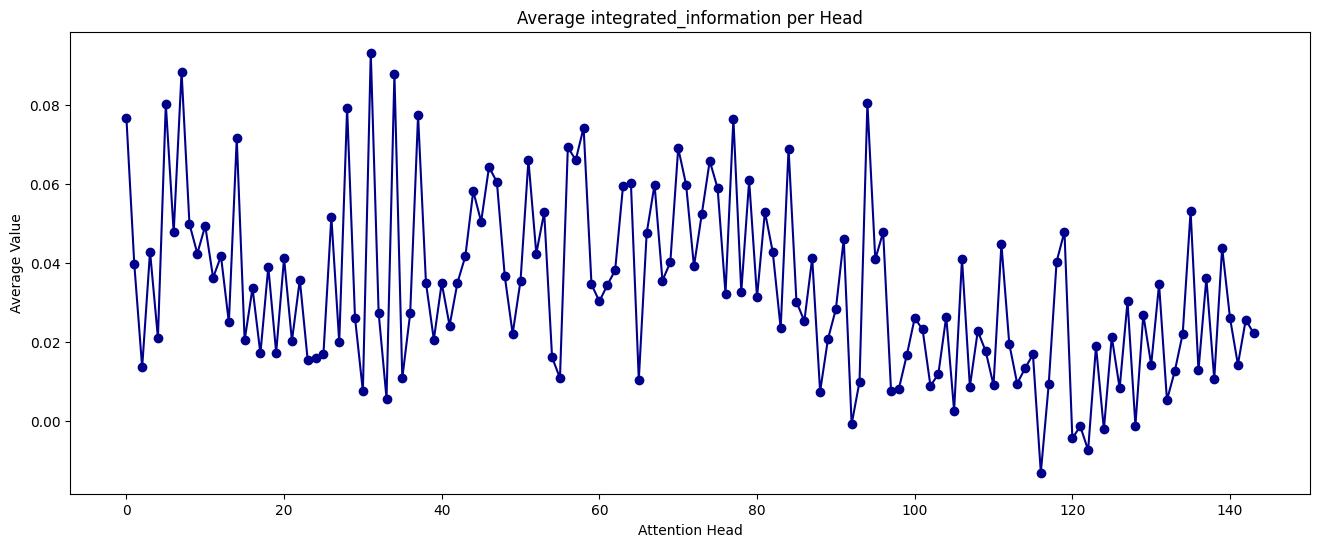 Average integrated_information per Head
Average Value
0.08
0.06
0.04
0.02
0.00
0 20 40 60 80 100 120 140
Attention Head